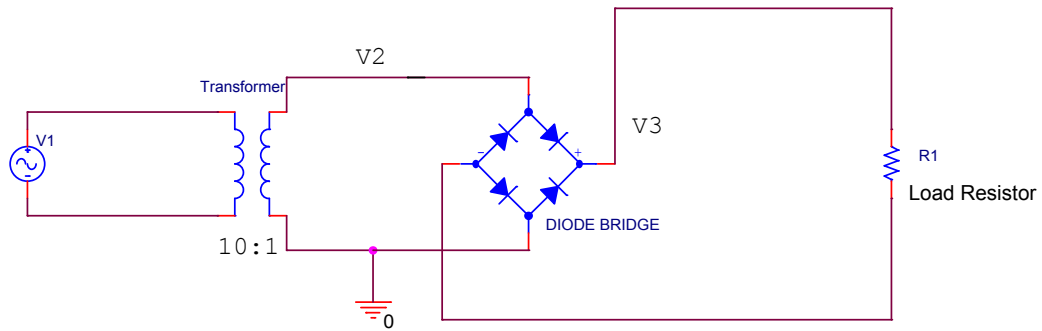 V2
Transformer
V1
V3
-
+
R1
Load Resistor
DIODE BRIDGE
10:1
0